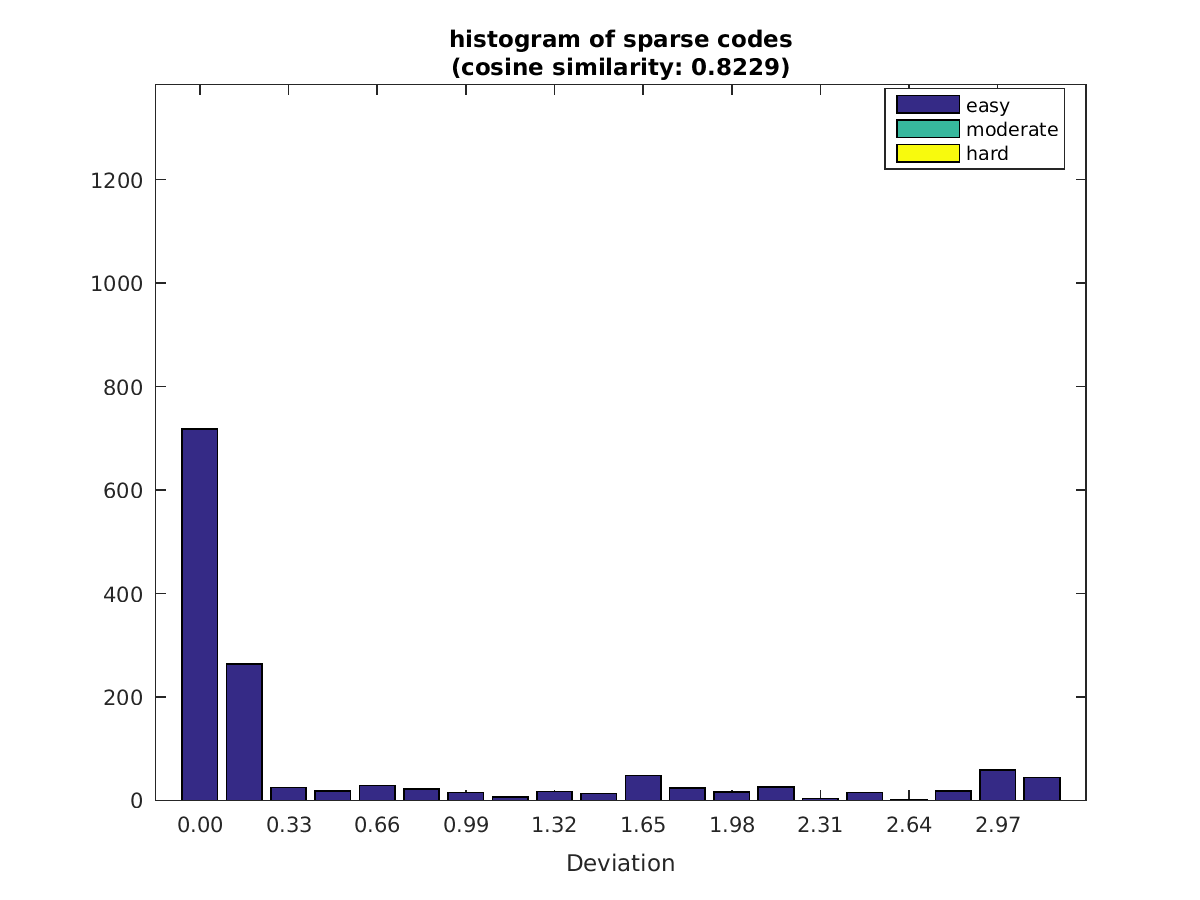 histogram of sparse codes
(cosine similarity: 0.8229)
easy
moderate
hard
1200
1000
800
600
400
200
0
0.00 0.33 0.66 0.99 1.32 1.65 1.98 2.31 2.64 2.97
Deviation